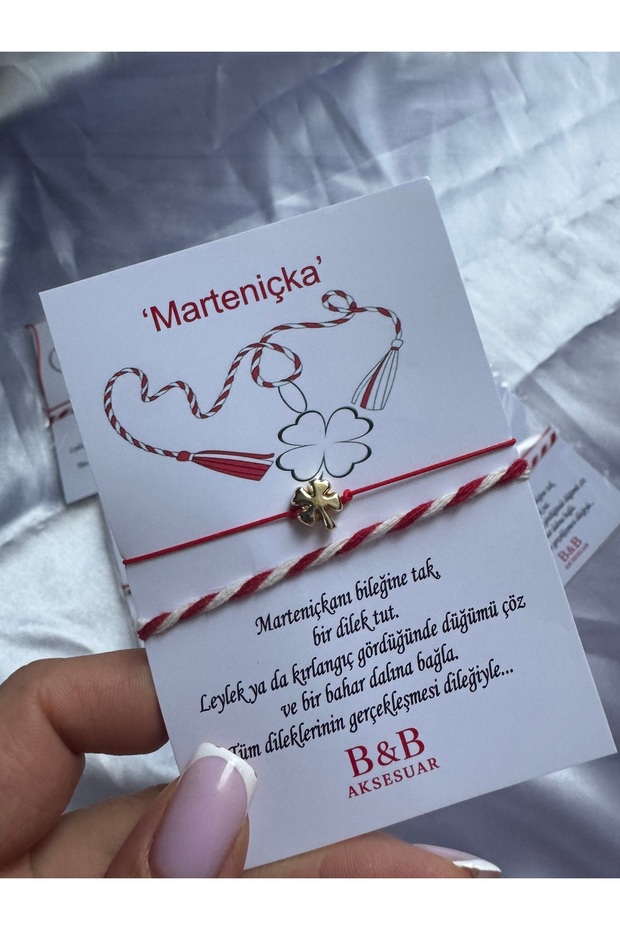 'Marteniçka'
Marteniçkanı bileğine tak,
bir dilek tut.
Leylek ya da kırlangıç gördüğünde düğümü çöz
ve bir bahar dalına bağla.
Tüm dileklerinin gerçekleşmesi dileğiyle...
B&B
AKSESUAR
B&B